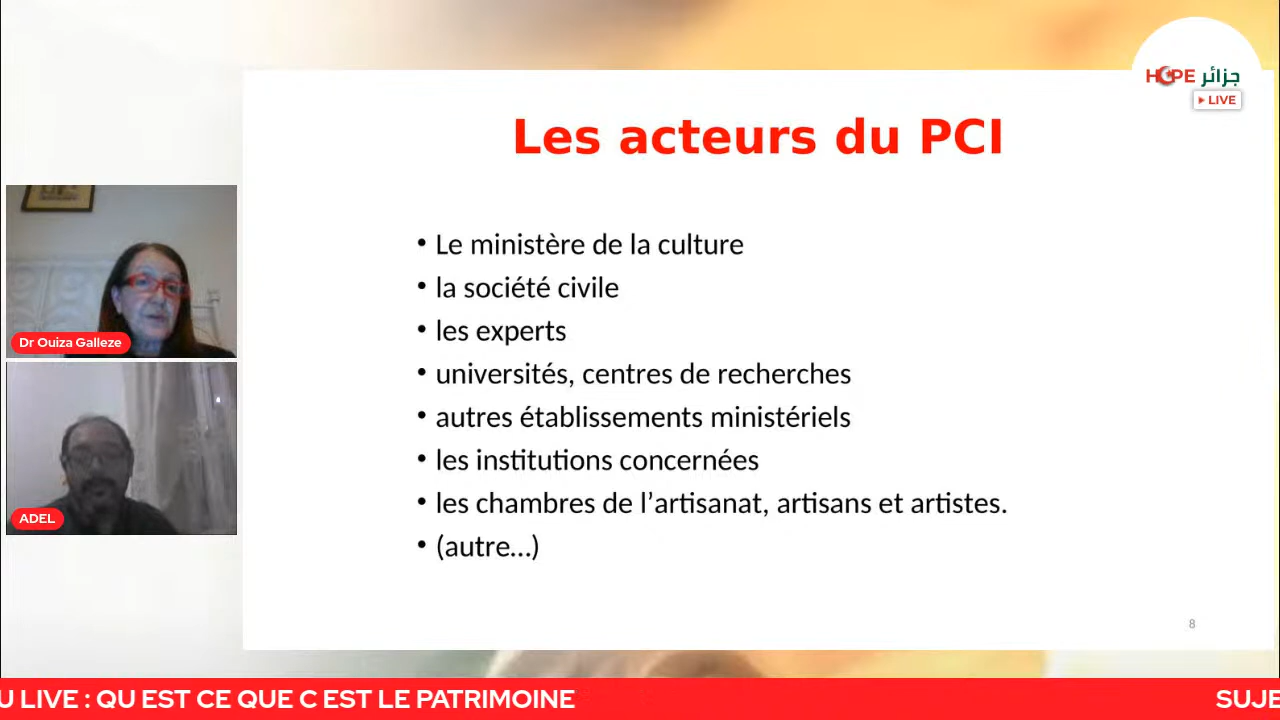 HOPE جزائر
LIVE
Les acteurs du PCI
• Le ministère de la culture
• la société civile
• les experts
• universités, centres de recherches
• autres établissements ministériels
• les institutions concernées
• les chambres de l’artisanat, artisans et artistes.
• (autre…)
Dr Ouiza Galleze
ADEL
8
U LIVE : QU EST CE QUE C EST LE PATRIMOINE
SUJE